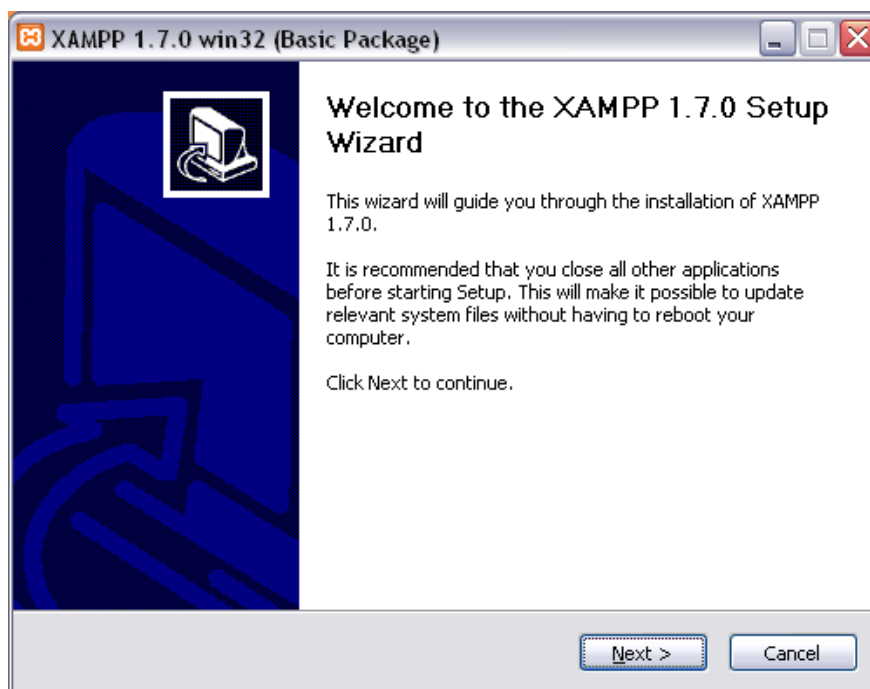 XAMPP 1.7.0 win32 (Basic Package)
Welcome to the XAMPP 1.7.0 Setup
Wizard
This wizard will guide you through the installation of XAMPP
1.7.0.
It is recommended that you close all other applications
before starting Setup. This will make it possible to update
relevant system files without having to reboot your
computer.
Click Next to continue.
Next >
Cancel